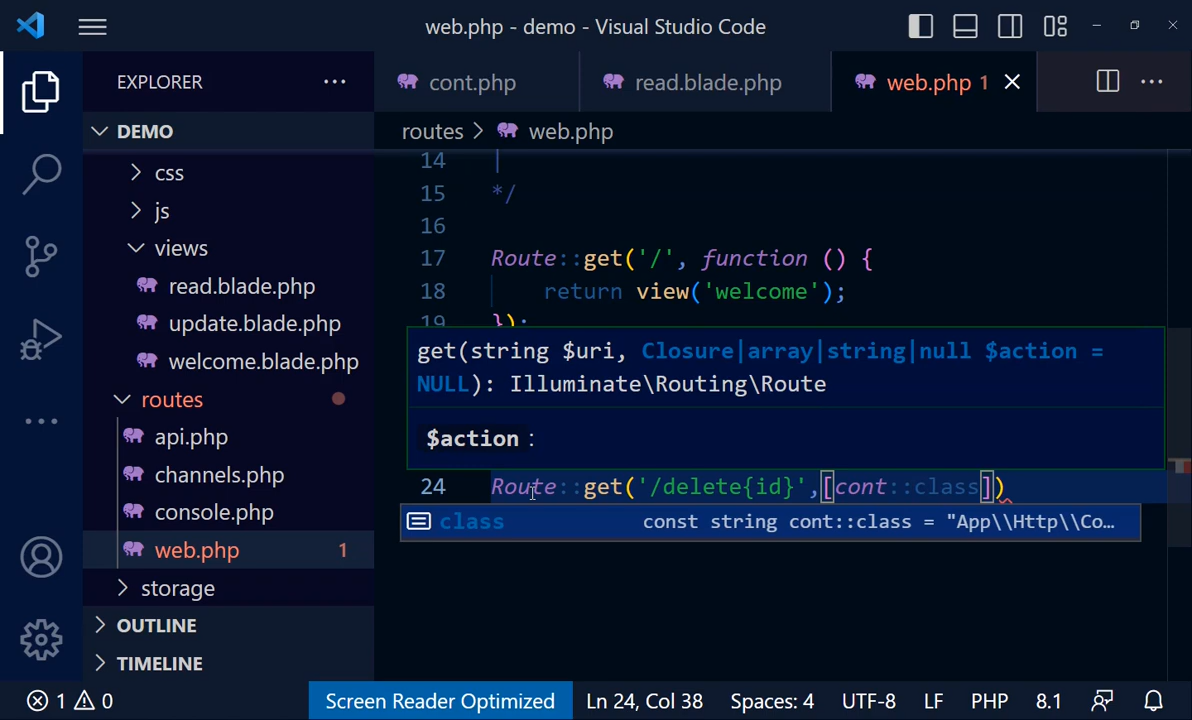 web.php - demo - Visual Studio Code
EXPLORER
cont.php
read.blade.php
web.php 1
DEMO
routes > web.php
css
js
views
read.blade.php
update.blade.php
welcome.blade.php
routes
api.php
channels.php
console.php
web.php 1
storage
OUTLINE
TIMELINE
14 |
15 */
16
17 Route::get('/', function () {
18 return view('welcome');
19 });
get(string $uri, Closure|array|string|null $action =
NULL): Illuminate\Routing\Route
$action :
24 Route::get('/delete{id}',[cont::class])
class const string cont::class = "App\\Http\\Co...
1 0
Screen Reader Optimized
Ln 24, Col 38
Spaces: 4
UTF-8
LF
PHP
8.1